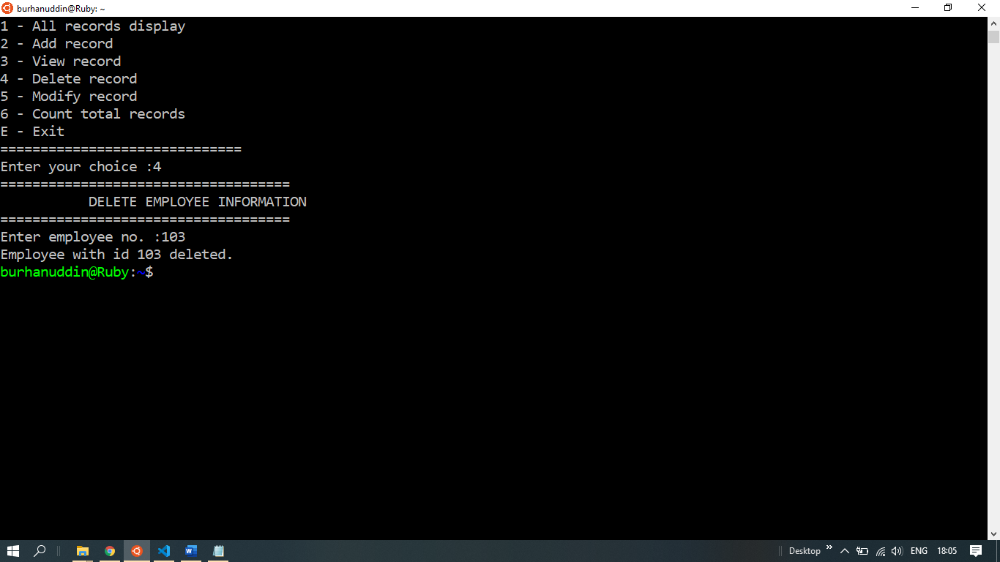 burhanuddin@Ruby: ~
1 - All records display
2 - Add record
3 - View record
4 - Delete record
5 - Modify record
6 - Count total records
E - Exit
==============================
Enter your choice :4
====================================
           DELETE EMPLOYEE INFORMATION
====================================
Enter employee no. :103
Employee with id 103 deleted.
burhanuddin@Ruby:~$
Desktop » ENG 18:05